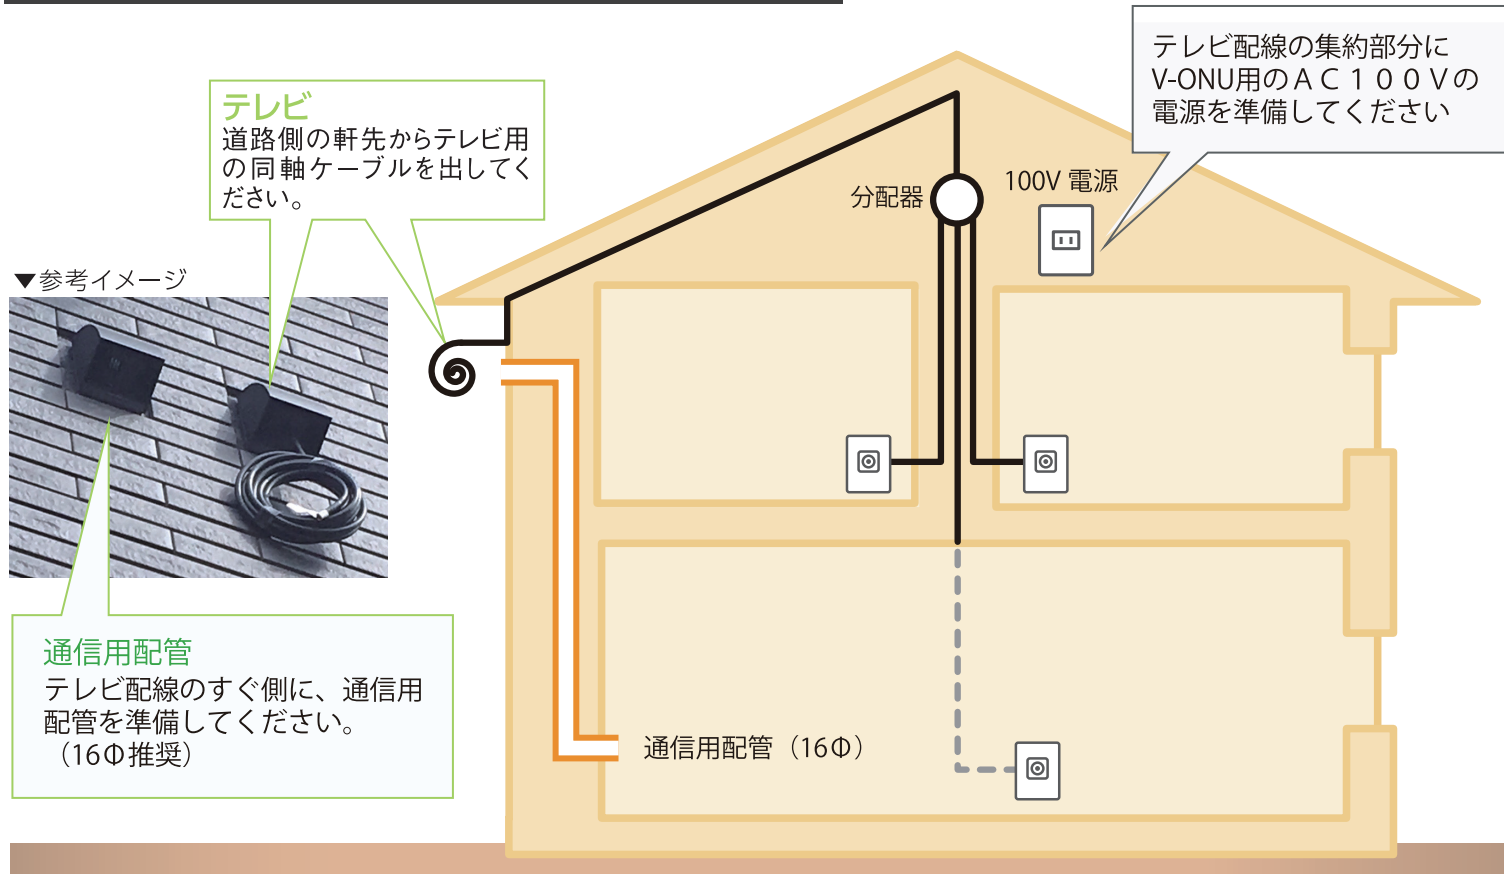 テレビ
道路側の軒先からテレビ用
の同軸ケーブルを出してく
ださい。
テレビ配線の集約部分に
V-ONU用のＡＣ１００Ｖの
電源を準備してください
分配器
100V 電源
▼参考イメージ
通信用配管
テレビ配線のすぐ側に、通信用
配管を準備してください。
（16Φ推奨）
通信用配管（16Φ）